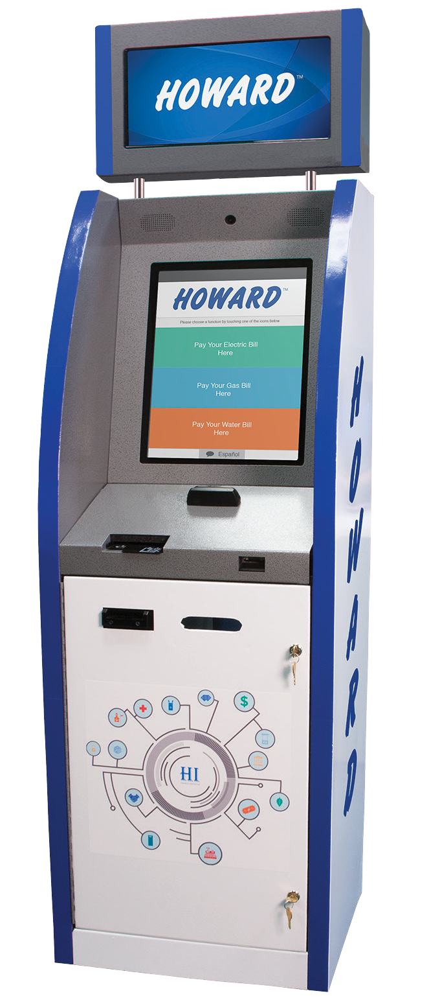 HOWARD™
HOWARD™
Please choose a function by touching one of the icons below
Pay Your Electric Bill
Here
Pay Your Gas Bill
Here
Pay Your Water Bill
Here
Español
HOWARD
HI
$